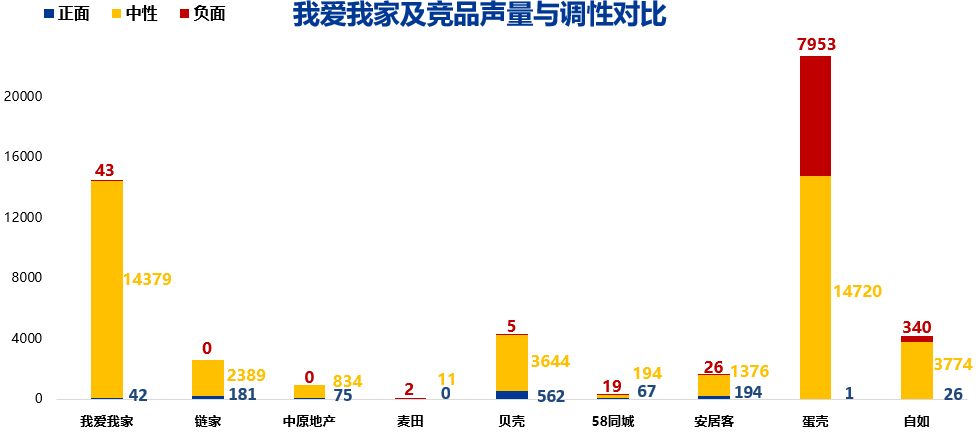 我爱我家及竞品声量与调性对比
正面 中性 负面
20000
16000
12000
8000
4000
0
43 14379 42
0 2389 181
0 834 75
2 11 0
5 3644 562
19 194 67
26 1376 194
7953 14720 1
340 3774 26
我爱我家 链家 中原地产 麦田 贝壳 58同城 安居客 蛋壳 自如